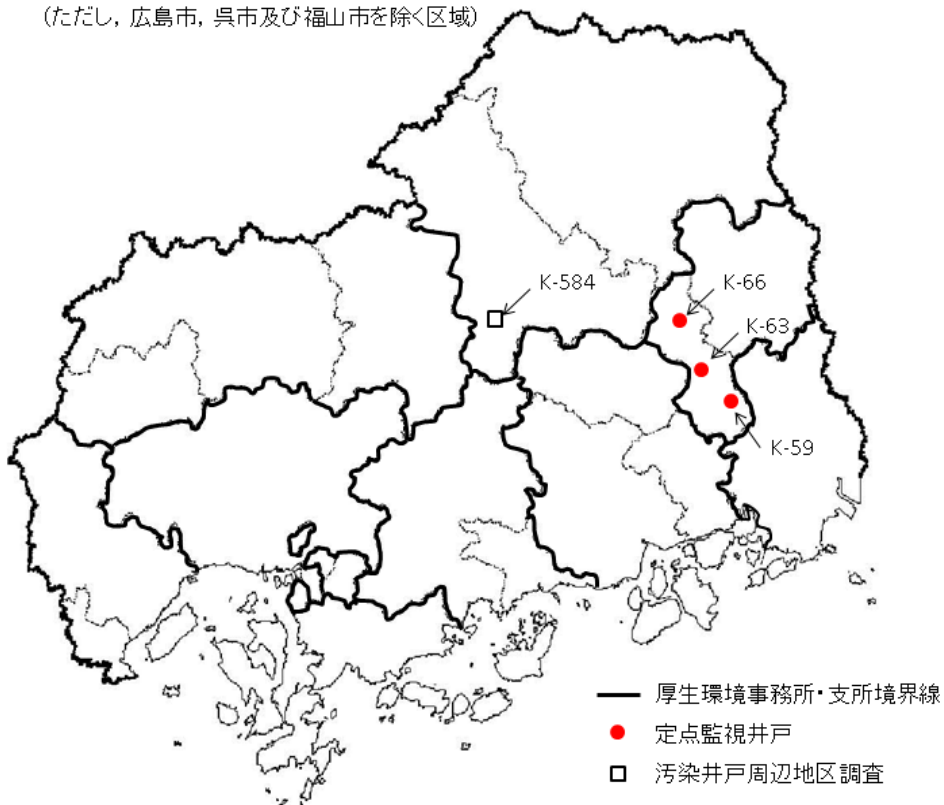 (ただし, 広島市, 呉市及び福山市を除く区域)
K-584
K-66
K-63
K-59
厚生環境事務所・支所境界線
定点監視井戸
汚染井戸周辺地区調査